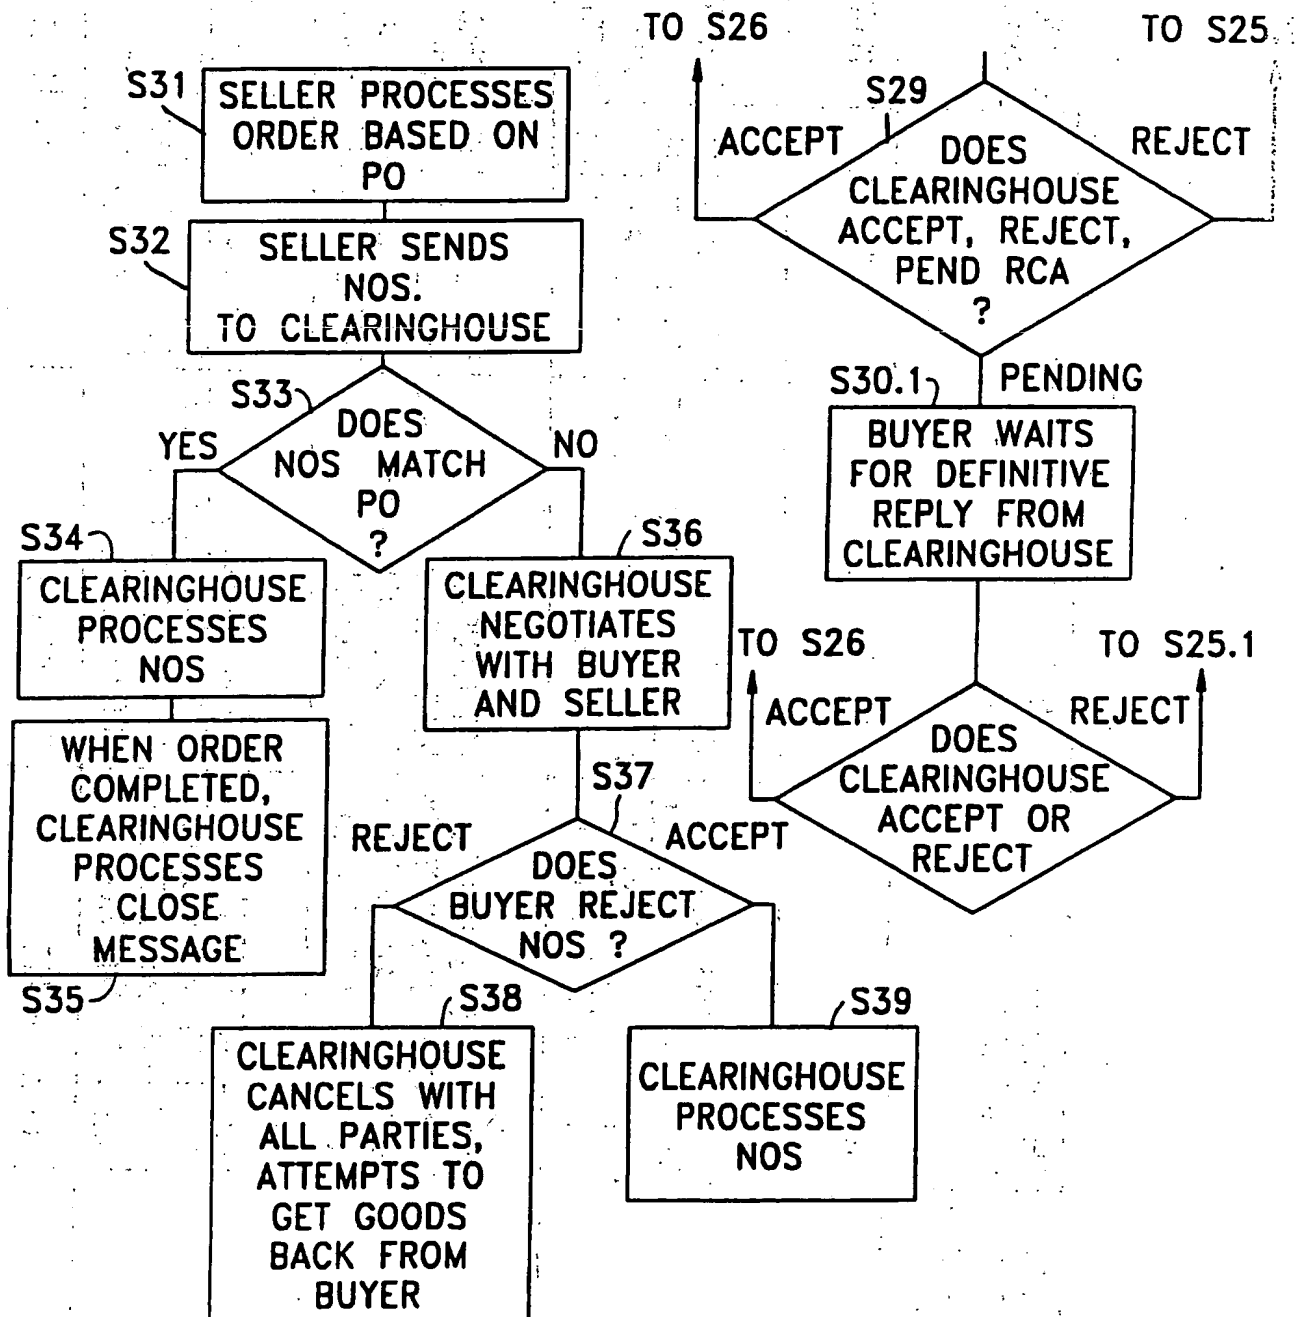 S31
SELLER PROCESSES
ORDER BASED ON
PO
S32
SELLER SENDS
NOS.
TO CLEARINGHOUSE
S33
YES
DOES
NOS MATCH
PO
?
NO
S34
CLEARINGHOUSE
PROCESSES
NOS
WHEN ORDER
COMPLETED,
CLEARINGHOUSE
PROCESSES
CLOSE
MESSAGE
S35
S36
CLEARINGHOUSE
NEGOTIATES
WITH BUYER
AND SELLER
S37
REJECT
ACCEPT
DOES
BUYER REJECT
NOS ?
S38
CLEARINGHOUSE
CANCELS WITH
ALL PARTIES,
ATTEMPTS TO
GET GOODS
BACK FROM
BUYER
S39
CLEARINGHOUSE
PROCESSES
NOS
TO S26
TO S25
S29
ACCEPT
REJECT
DOES
CLEARINGHOUSE
ACCEPT, REJECT,
PEND RCA
?
S30.1
PENDING
BUYER WAITS
FOR DEFINITIVE
REPLY FROM
CLEARINGHOUSE
TO S26
TO S25.1
ACCEPT
REJECT
DOES
CLEARINGHOUSE
ACCEPT OR
REJECT